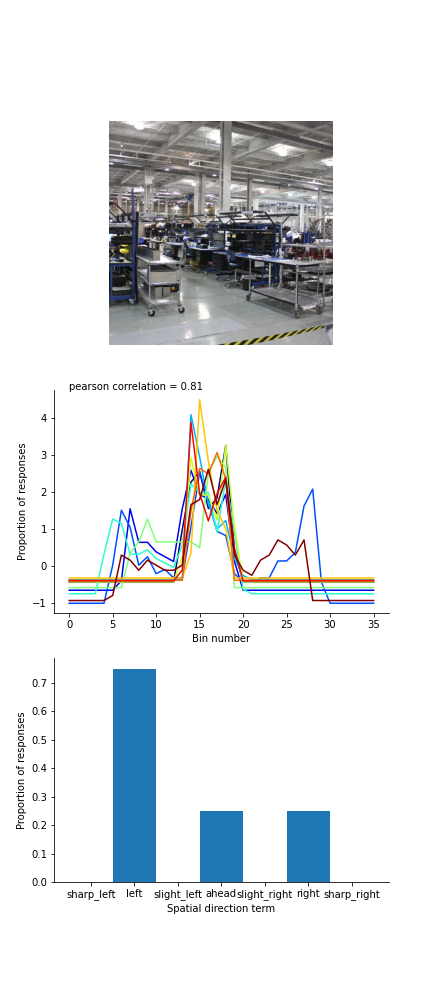 pearson correlation = 0.81
Proportion of responses
4
3
2
1
0
−1
0 5 10 15 20 25 30 35
Bin number
Proportion of responses
0.7
0.6
0.5
0.4
0.3
0.2
0.1
0.0
sharp_left left slight_left ahead slight_right right sharp_right
Spatial direction term